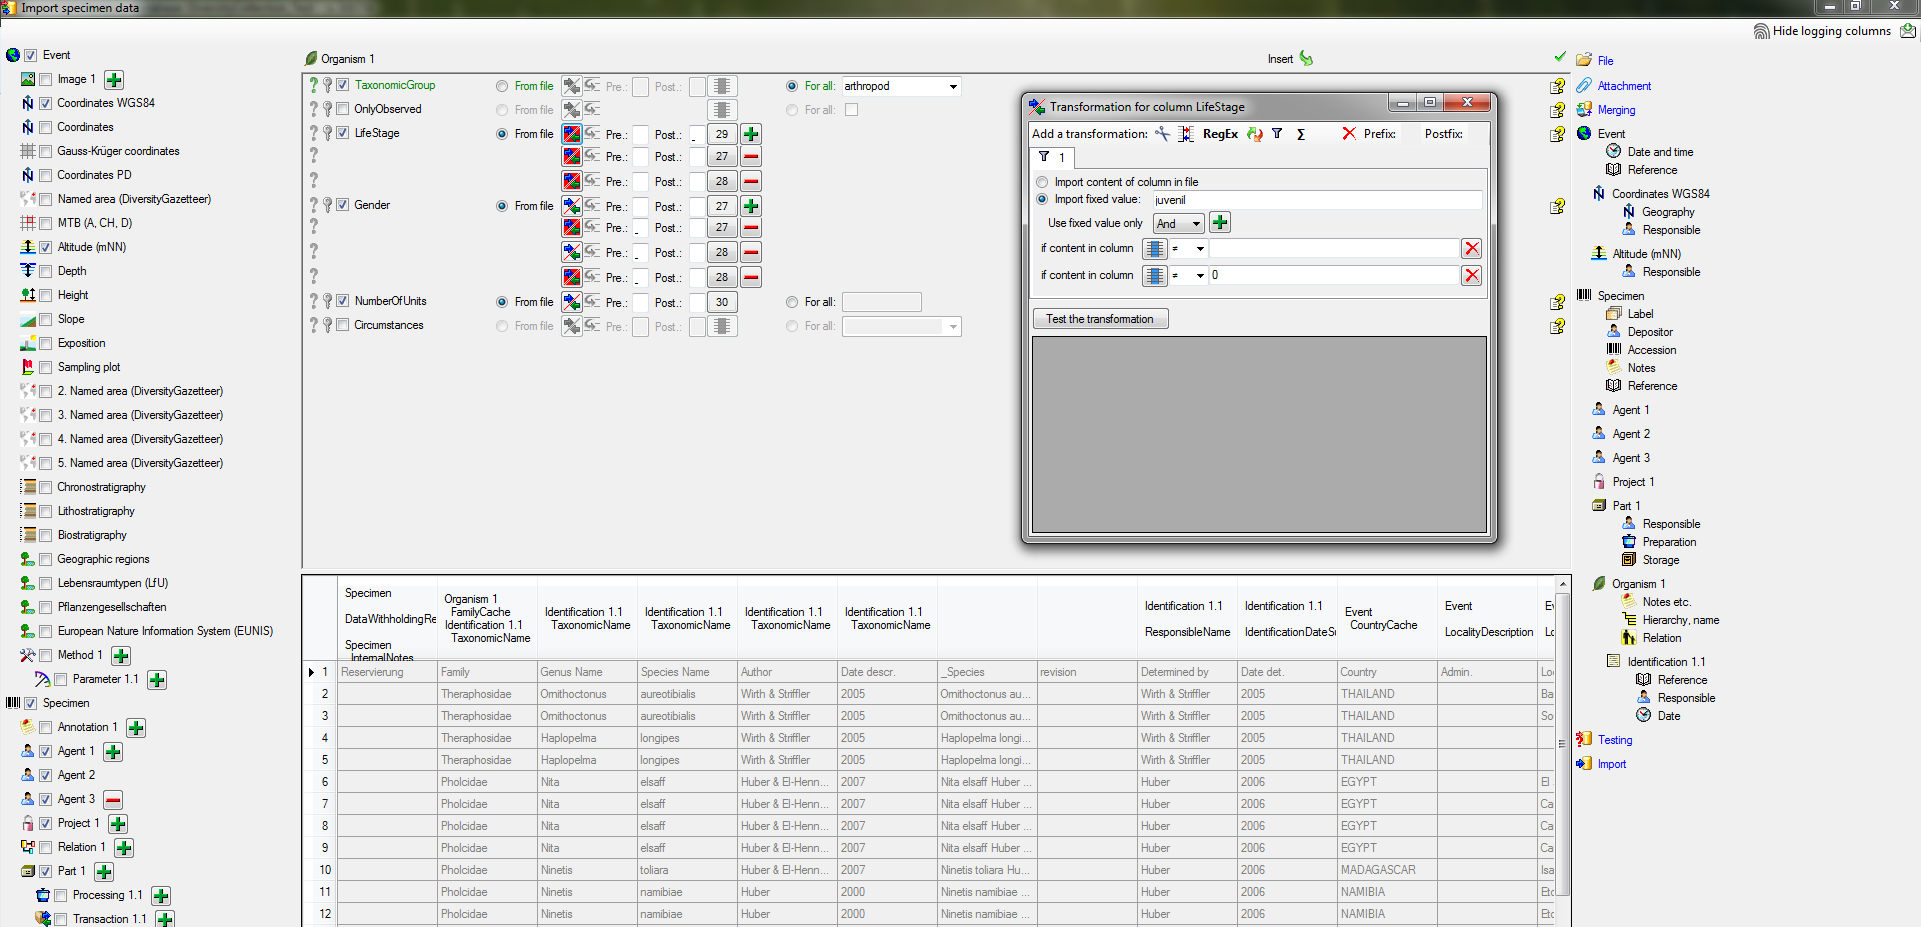 Import specimen data
Hide logging columns
Event
Image 1
Coordinates WGS84
Coordinates
Gauss-Krüger coordinates
Coordinates PD
Named area (DiversityGazetteer)
MTB (A, CH, D)
Altitude (mNN)
Depth
Height
Slope
Exposition
Sampling plot
2. Named area (DiversityGazetteer)
3. Named area (DiversityGazetteer)
4. Named area (DiversityGazetteer)
5. Named area (DiversityGazetteer)
Chronostratigraphy
Lithostratigraphy
Biostratigraphy
Geographic regions
Lebensraumtypen (LfU)
Pflanzengesellschaften
European Nature Information System (EUNIS)
Method 1
Parameter 1.1
Specimen
Annotation 1
Agent 1
Agent 2
Agent 3
Project 1
Relation 1
Part 1
Processing 1.1
Transaction 1.1
Organism 1 Insert
TaxonomicGroup From file Pre.: Post.: For all: arthropod
OnlyObserved From file For all:
LifeStage From file Pre.: Post.: - 29
Pre.: Post.: 27
Pre.: Post.: 28
Gender From file Pre.: Post.: 27
Pre.: - Post.: 27
Pre.: - Post.: 28
Pre.: - Post.: 28
NumberOfUnits From file Pre.: Post.: 30 For all:
Circumstances From file Pre.: Post.: For all:
Transformation for column LifeStage
Add a transformation: RegEx Σ Prefix: Postfix:
1
Import content of column in file
Import fixed value: juvenil
Use fixed value only And
if content in column ≠
if content in column ≠ 0
Test the transformation
Specimen
DataWithholdingRe
Specimen
InternalNotes
Organism 1
FamilyCache
Identification 1.1
TaxonomicName
Identification 1.1
TaxonomicName
Identification 1.1
TaxonomicName
Identification 1.1
TaxonomicName
Identification 1.1
TaxonomicName
Identification 1.1
ResponsibleName
Identification 1.1
IdentificationDateSu
Event
CountryCache
Event
LocalityDescription
Ev
Lo
1 Reservierung Family Genus Name Species Name Author Date descr. _Species revision Determined by Date det. Country Admin. Lo
2 Theraphosidae Ornithoctonus aureotibialis Wirth & Striffler 2005 Ornithoctonus au... Wirth & Striffler 2005 THAILAND Ba
3 Theraphosidae Ornithoctonus aureotibialis Wirth & Striffler 2005 Ornithoctonus au... Wirth & Striffler 2005 THAILAND So
4 Theraphosidae Haplopelma longipes Wirth & Striffler 2005 Haplopelma longi... Wirth & Striffler 2005 THAILAND
5 Theraphosidae Haplopelma longipes Wirth & Striffler 2005 Haplopelma longi... Wirth & Striffler 2005 THAILAND
6 Pholcidae Nita elsaff Huber & El-Henn... 2007 Nita elsaff Huber ... Huber 2006 EGYPT El
7 Pholcidae Nita elsaff Huber & El-Henn... 2007 Nita elsaff Huber ... Huber 2006 EGYPT Ca
8 Pholcidae Nita elsaff Huber & El-Henn... 2007 Nita elsaff Huber ... Huber 2006 EGYPT Ca
9 Pholcidae Nita elsaff Huber & El-Henn... 2007 Nita elsaff Huber ... Huber 2006 EGYPT Ca
10 Pholcidae Ninetis toliara Huber & El-Henn... 2007 Ninetis toliara Hu... Huber 2006 MADAGASCAR Isa
11 Pholcidae Ninetis namibiae Huber 2000 Ninetis namibiae ... Huber 2006 NAMIBIA Eto
12 Pholcidae Ninetis namibiae Huber 2000 Ninetis namibiae ... Huber 2006 NAMIBIA Eto
File
Attachment
Merging
Event
Date and time
Reference
Coordinates WGS84
Geography
Responsible
Altitude (mNN)
Responsible
Specimen
Label
Depositor
Accession
Notes
Reference
Agent 1
Agent 2
Agent 3
Project 1
Part 1
Responsible
Preparation
Storage
Organism 1
Notes etc.
Hierarchy, name
Relation
Identification 1.1
Reference
Responsible
Date
Testing
Import